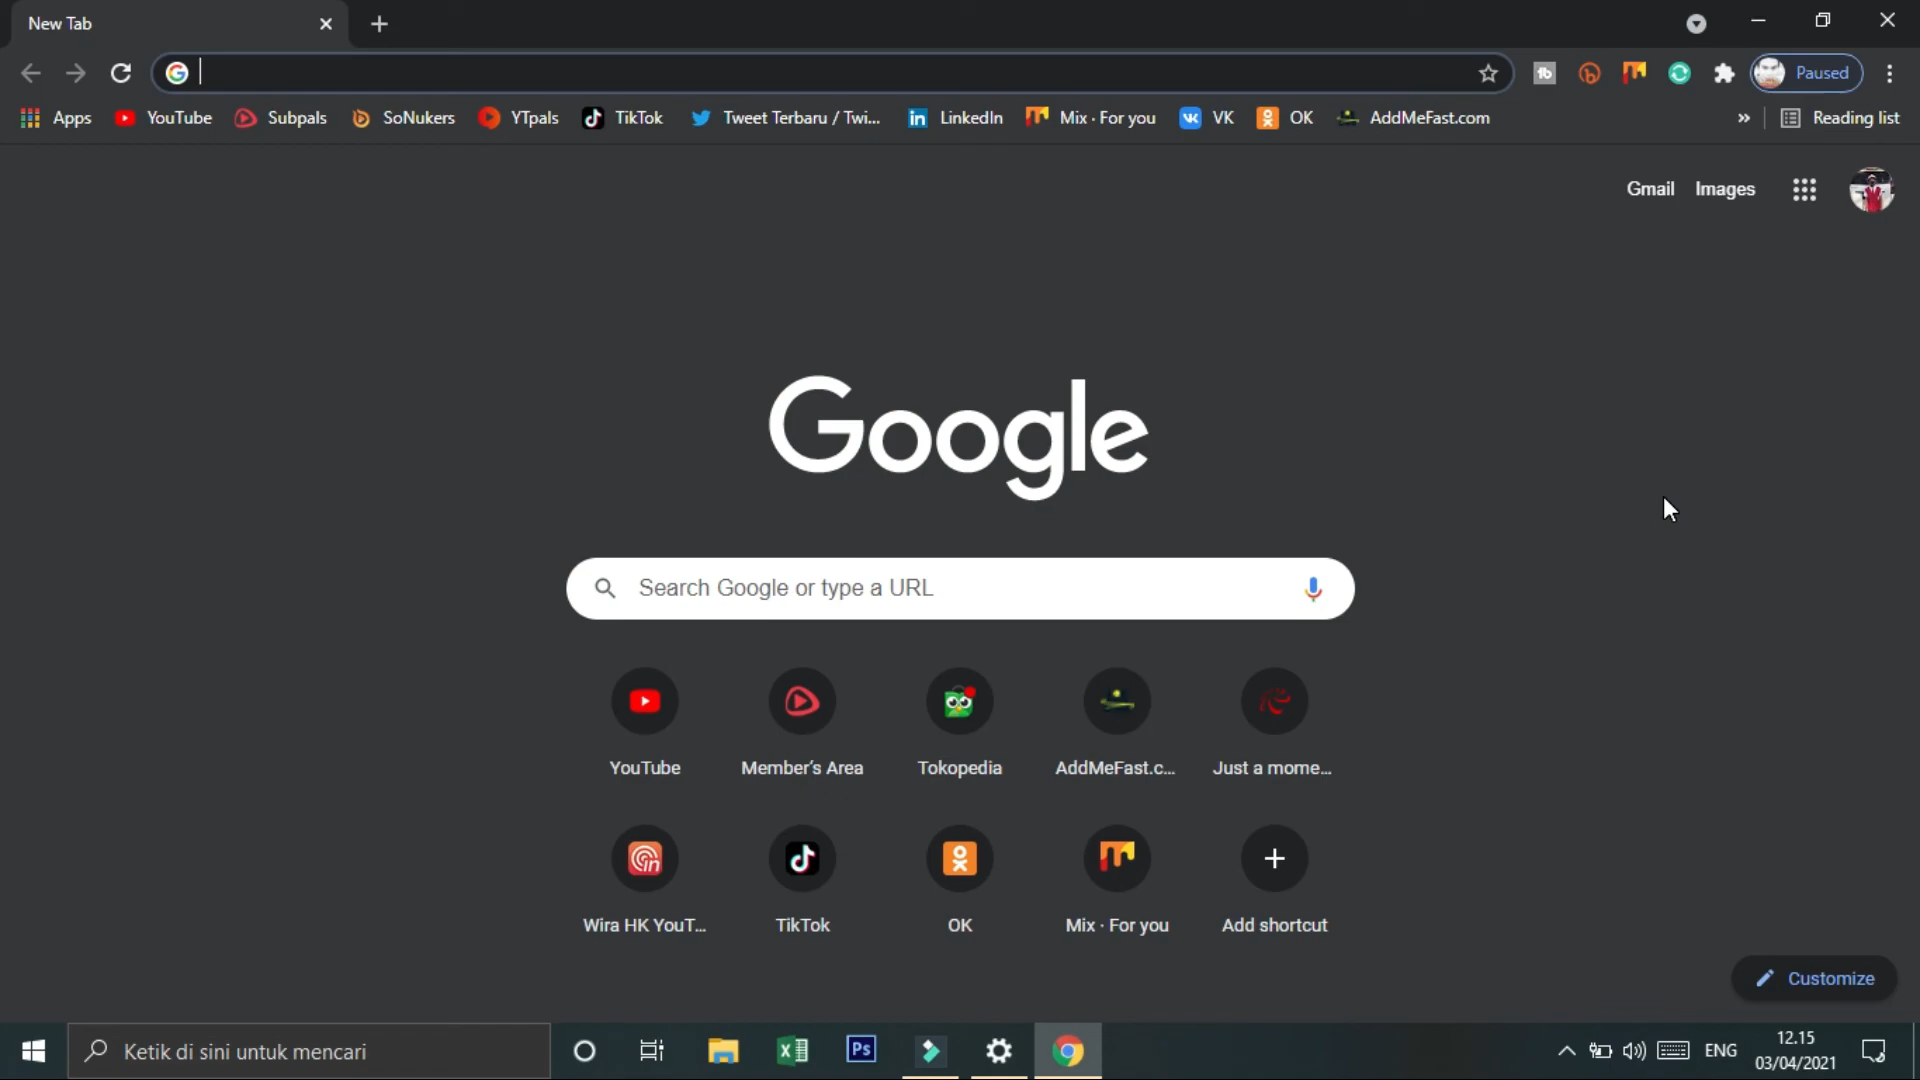 New Tab
Paused
Apps YouTube Subpals SoNukers YTpals TikTok Tweet Terbaru / Twi... LinkedIn Mix · For you VK OK AddMeFast.com » Reading list
Gmail Images
Google
Search Google or type a URL
YouTube Member's Area Tokopedia AddMeFast.c... Just a mome...
Wira HK YouT... TikTok OK Mix · For you Add shortcut
Customize
Ketik di sini untuk mencari
Ps
ENG
12.15
03/04/2021